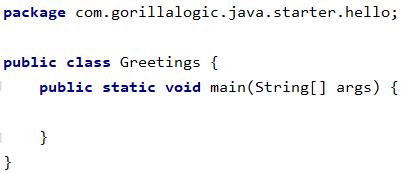 package com.gorillalogic.java.starter.hello;
public class Greetings {
    public static void main(String[] args) {
    }
}